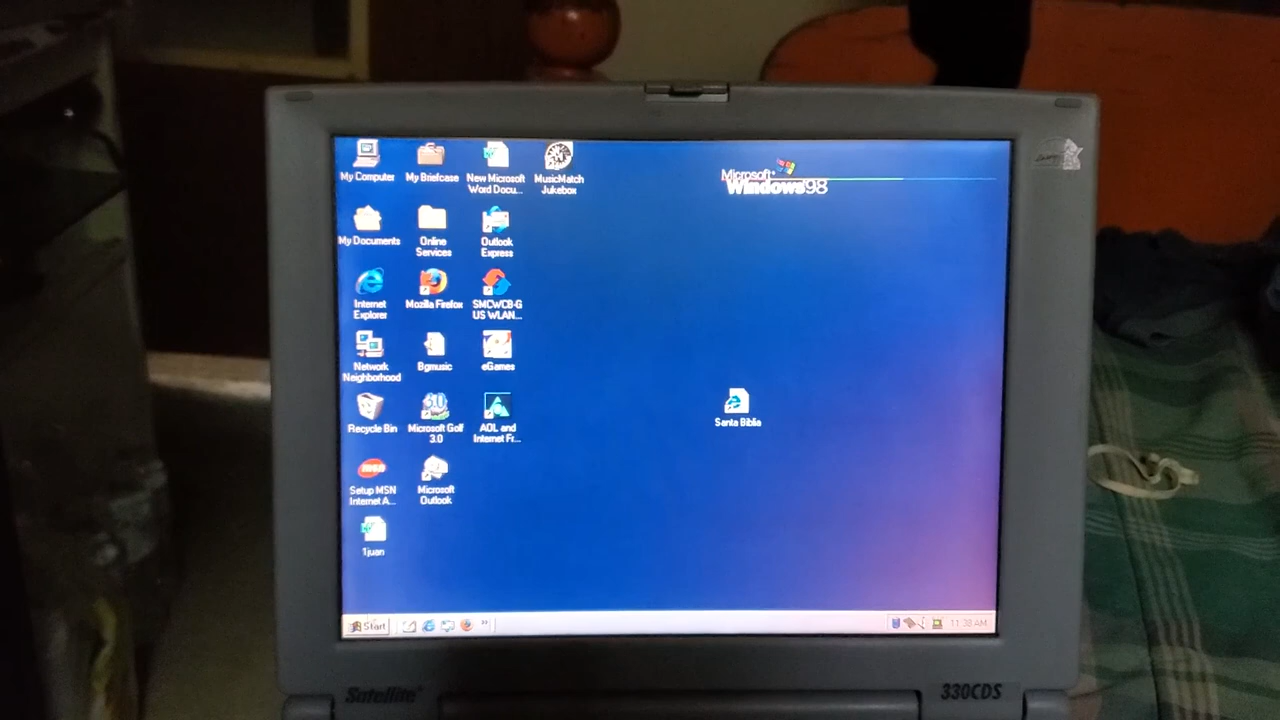 My Computer
My Briefcase
New Microsoft
Word Docu...
MusicMatch
Jukebox
Microsoft
Windows98
My Documents
Online
Services
Outlook
Express
Internet
Explorer
Mozilla Firefox
SMCWCB-G
US WLAN...
Network
Neighborhood
Bgmusic
eGames
Recycle Bin
3.0
Microsoft Golf
3.0
AOL and
Internet Fr...
Santa Biblia
Setup MSN
Internet A...
Microsoft
Outlook
1juan
Start
11:38 AM
Satellite
330CDS